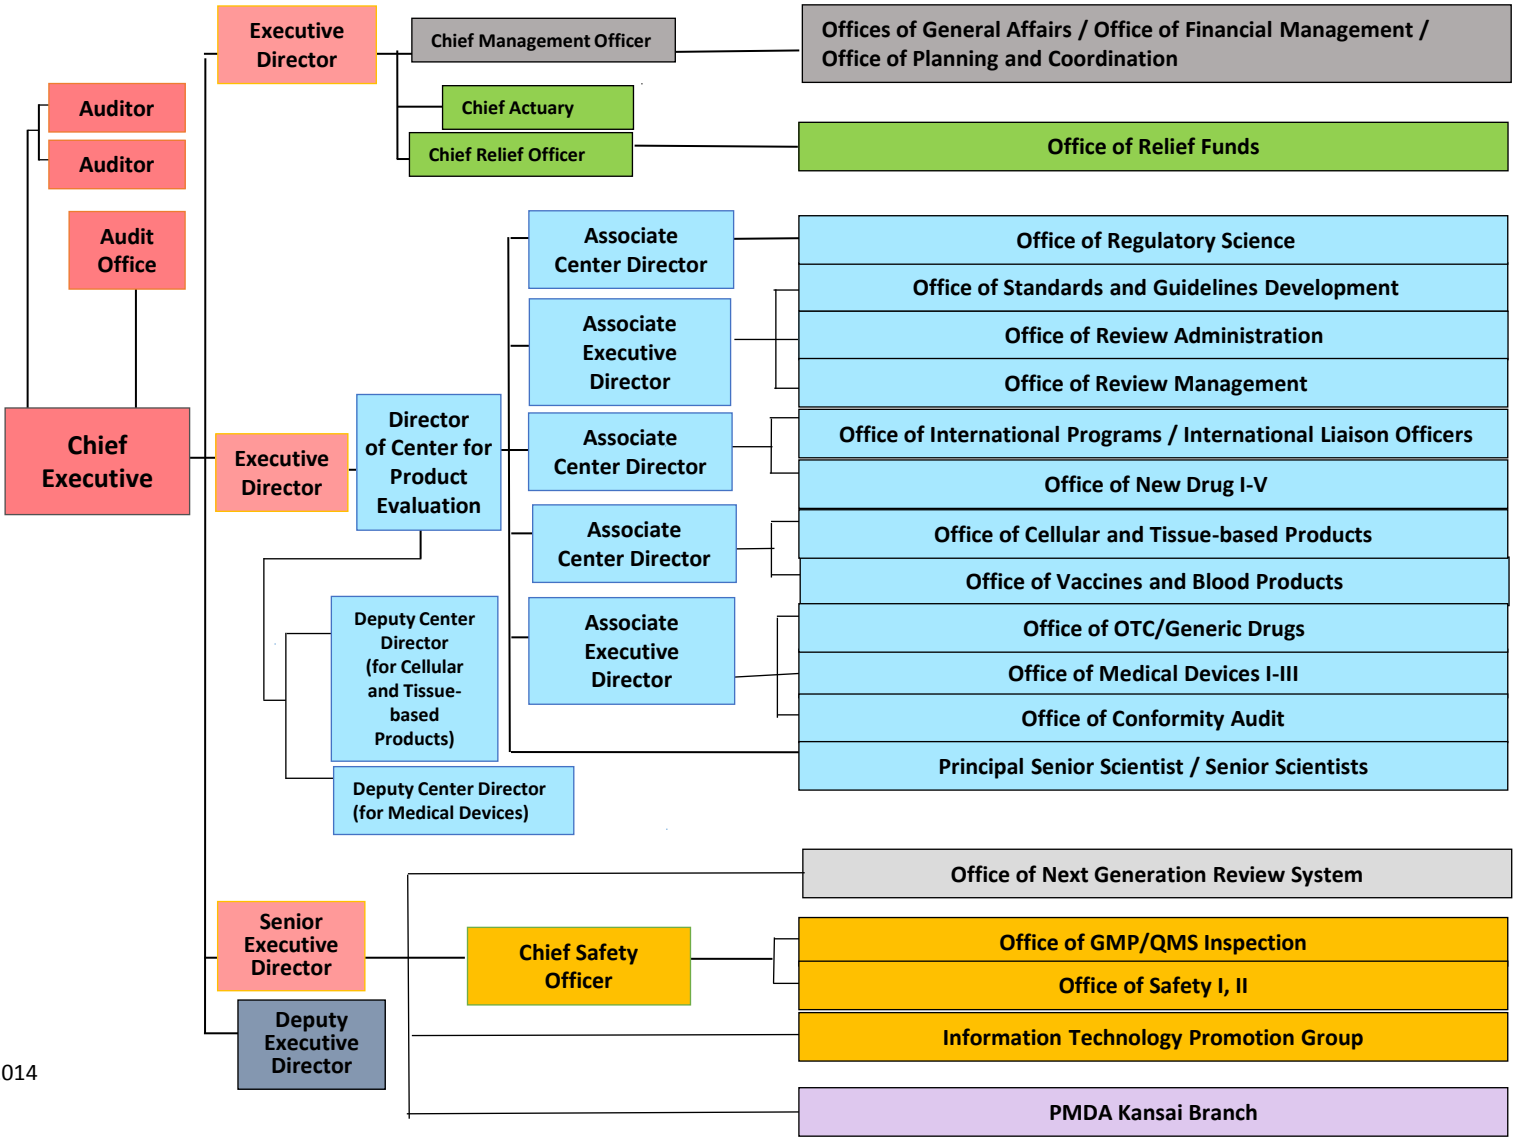 Executive
Director
Chief Management Officer
Offices of General Affairs / Office of Financial Management /
Office of Planning and Coordination
Auditor
Auditor
Chief Actuary
Chief Relief Officer
Office of Relief Funds
Audit
Office
Associate
Center Director
Office of Regulatory Science
Office of Standards and Guidelines Development
Associate
Executive
Director
Office of Review Administration
Office of Review Management
Chief
Executive
Executive
Director
Director
of Center for
Product
Evaluation
Associate
Center Director
Office of International Programs / International Liaison Officers
Office of New Drug I-V
Associate
Center Director
Office of Cellular and Tissue-based Products
Office of Vaccines and Blood Products
Deputy Center
Director
(for Cellular
and Tissue-
based
Products)
Associate
Executive
Director
Office of OTC/Generic Drugs
Office of Medical Devices I-III
Office of Conformity Audit
Principal Senior Scientist / Senior Scientists
Deputy Center Director
(for Medical Devices)
Office of Next Generation Review System
Senior
Executive
Director
Chief Safety
Officer
Office of GMP/QMS Inspection
Office of Safety I, II
Deputy
Executive
Director
Information Technology Promotion Group
014
PMDA Kansai Branch